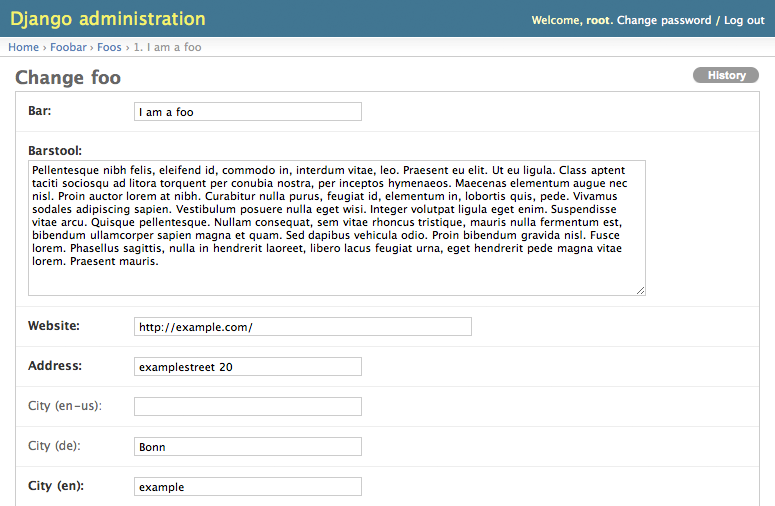 Django administration
Welcome, root. Change password / Log out
Home › Foobar › Foos › 1. I am a foo
Change foo
History
Bar:
I am a foo
Barstool:
Pellentesque nibh felis, eleifend id, commodo in, interdum vitae, leo. Praesent eu elit. Ut eu ligula. Class aptent
taciti sociosqu ad litora torquent per conubia nostra, per inceptos hymenaeos. Maecenas elementum augue nec
nisl. Proin auctor lorem at nibh. Curabitur nulla purus, feugiat id, elementum in, lobortis quis, pede. Vivamus
sodales adipiscing sapien. Vestibulum posuere nulla eget wisi. Integer volutpat ligula eget enim. Suspendisse
vitae arcu. Quisque pellentesque. Nullam consequat, sem vitae rhoncus tristique, mauris nulla fermentum est,
bibendum ullamcorper sapien magna et quam. Sed dapibus vehicula odio. Proin bibendum gravida nisl. Fusce
lorem. Phasellus sagittis, nulla in hendrerit laoreet, libero lacus feugiat urna, eget hendrerit pede magna vitae
lorem. Praesent mauris.
Website:
http://example.com/
Address:
examplestreet 20
City (en-us):
City (de):
Bonn
City (en):
example